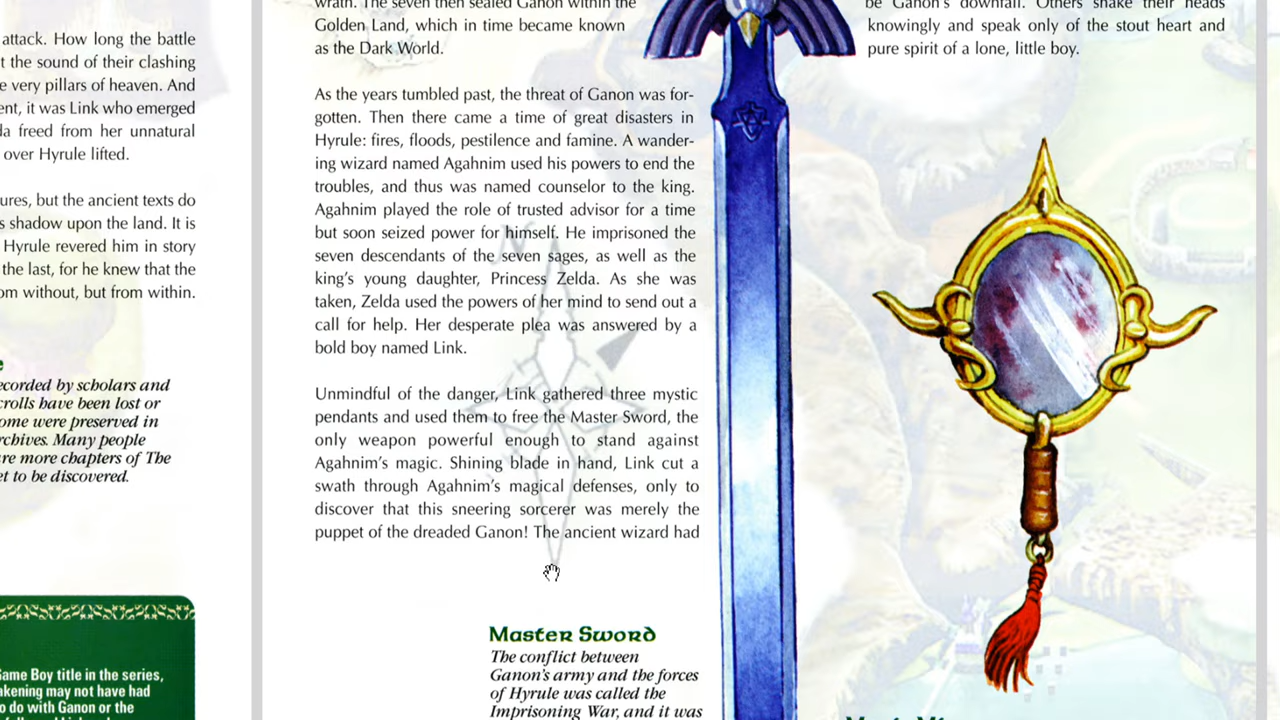 attack. How long the battle
t the sound of their clashing
e very pillars of heaven. And
ent, it was Link who emerged
da freed from her unnatural
over Hyrule lifted.
ures, but the ancient texts do
s shadow upon the land. It is
Hyrule revered him in story
the last, for he knew that the
om without, but from within.
ecorded by scholars and
crolls have been lost or
ome were preserved in
rchives. Many people
re more chapters of The
et to be discovered.
Game Boy title in the series,
akening may not have had
o do with Ganon or the
wrath. The seven then sealed Ganon within the
Golden Land, which in time became known
as the Dark World.
As the years tumbled past, the threat of Ganon was for-
gotten. Then there came a time of great disasters in
Hyrule: fires, floods, pestilence and famine. A wander-
ing wizard named Agahnim used his powers to end the
troubles, and thus was named counselor to the king.
Agahnim played the role of trusted advisor for a time
but soon seized power for himself. He imprisoned the
seven descendants of the seven sages, as well as the
king's young daughter, Princess Zelda. As she was
taken, Zelda used the powers of her mind to send out a
call for help. Her desperate plea was answered by a
bold boy named Link.
Unmindful of the danger, Link gathered three mystic
pendants and used them to free the Master Sword, the
only weapon powerful enough to stand against
Agahnim's magic. Shining blade in hand, Link cut a
swath through Agahnim's magical defenses, only to
discover that this sneering sorcerer was merely the
puppet of the dreaded Ganon! The ancient wizard had
Master Sword
The conflict between
Ganon's army and the forces
of Hyrule was called the
Imprisoning War, and it was
be Ganon's downfall. Others shake their heads
knowingly and speak only of the stout heart and
pure spirit of a lone, little boy.